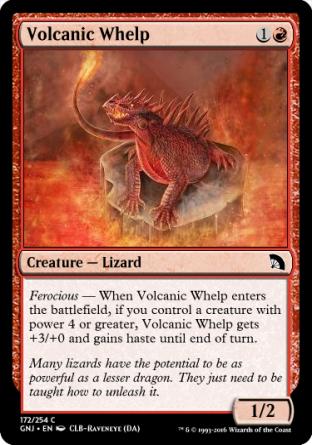 Volcanic Whelp 1
Creature — Lizard
Ferocious — When Volcanic Whelp enters
the battlefield, if you control a creature with
power 4 or greater, Volcanic Whelp gets
+3/+0 and gains haste until end of turn.
Many lizards have the potential to be as
powerful as a lesser dragon. They just need to be
taught how to unleash it.
1/2
172/254 C
GNJ • EN CLB-Raveneye (DA) ™ & © 1993-2016 Wizards of the Coast